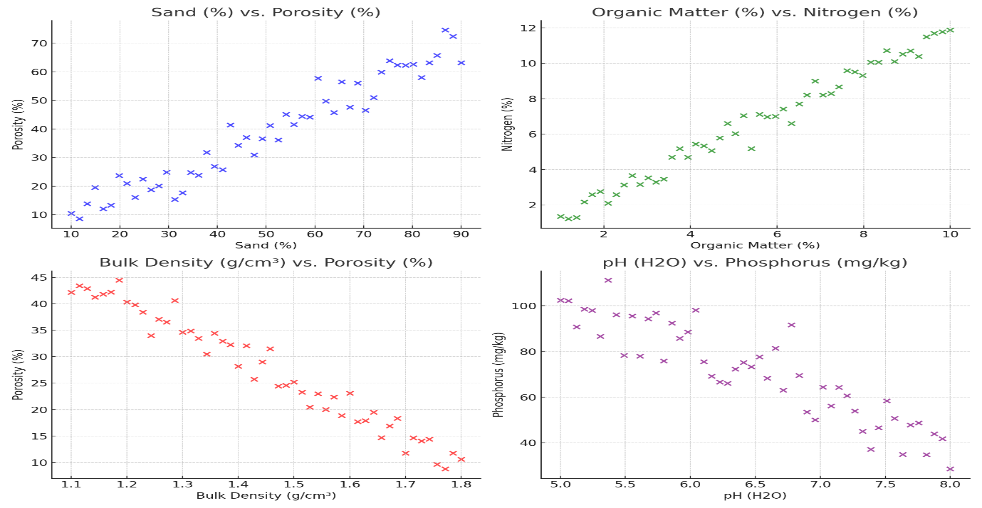 Sand (%) vs. Porosity (%)
Porosity (%)
70
60
50
40
30
20
10
10 20 30 40 50 60 70 80 90
Sand (%)
Organic Matter (%) vs. Nitrogen (%)
Nitrogen (%)
12
10
8
6
4
2
2 4 6 8 10
Organic Matter (%)
Bulk Density (g/cm³) vs. Porosity (%)
Porosity (%)
45
40
35
30
25
20
15
10
1.1 1.2 1.3 1.4 1.5 1.6 1.7 1.8
Bulk Density (g/cm³)
pH (H2O) vs. Phosphorus (mg/kg)
Phosphorus (mg/kg)
100
80
60
40
5.0 5.5 6.0 6.5 7.0 7.5 8.0
pH (H2O)